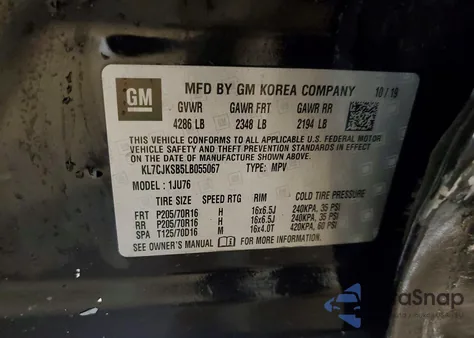 GM
MFD BY GM KOREA COMPANY 10/19
GVWR GAWR FRT GAWR RR
4286 LB 2348 LB 2194 LB
THIS VEHICLE CONFORMS TO ALL APPLICABLE U.S. FEDERAL MOTOR
VEHICLE SAFETY AND THEFT PREVENTION STANDARDS IN EFFECT ON
THE DATE OF MANUFACTURE SHOWN ABOVE.
KL7CJKSB5LB055067 TYPE: MPV
MODEL: 1JU76
TIRE SIZE SPEED RTG RIM COLD TIRE PRESSURE
FRT P205/70R16 H 16x6.5J 240KPA, 35 PSI
RR P205/70R16 H 16x6.5J 240KPA, 35 PSI
SPA T125/70D16 M 16x4.0T 420KPA, 60 PSI
SEE OWNER'S MANUAL FOR ADDITIONAL INFORMATION
DataSnap